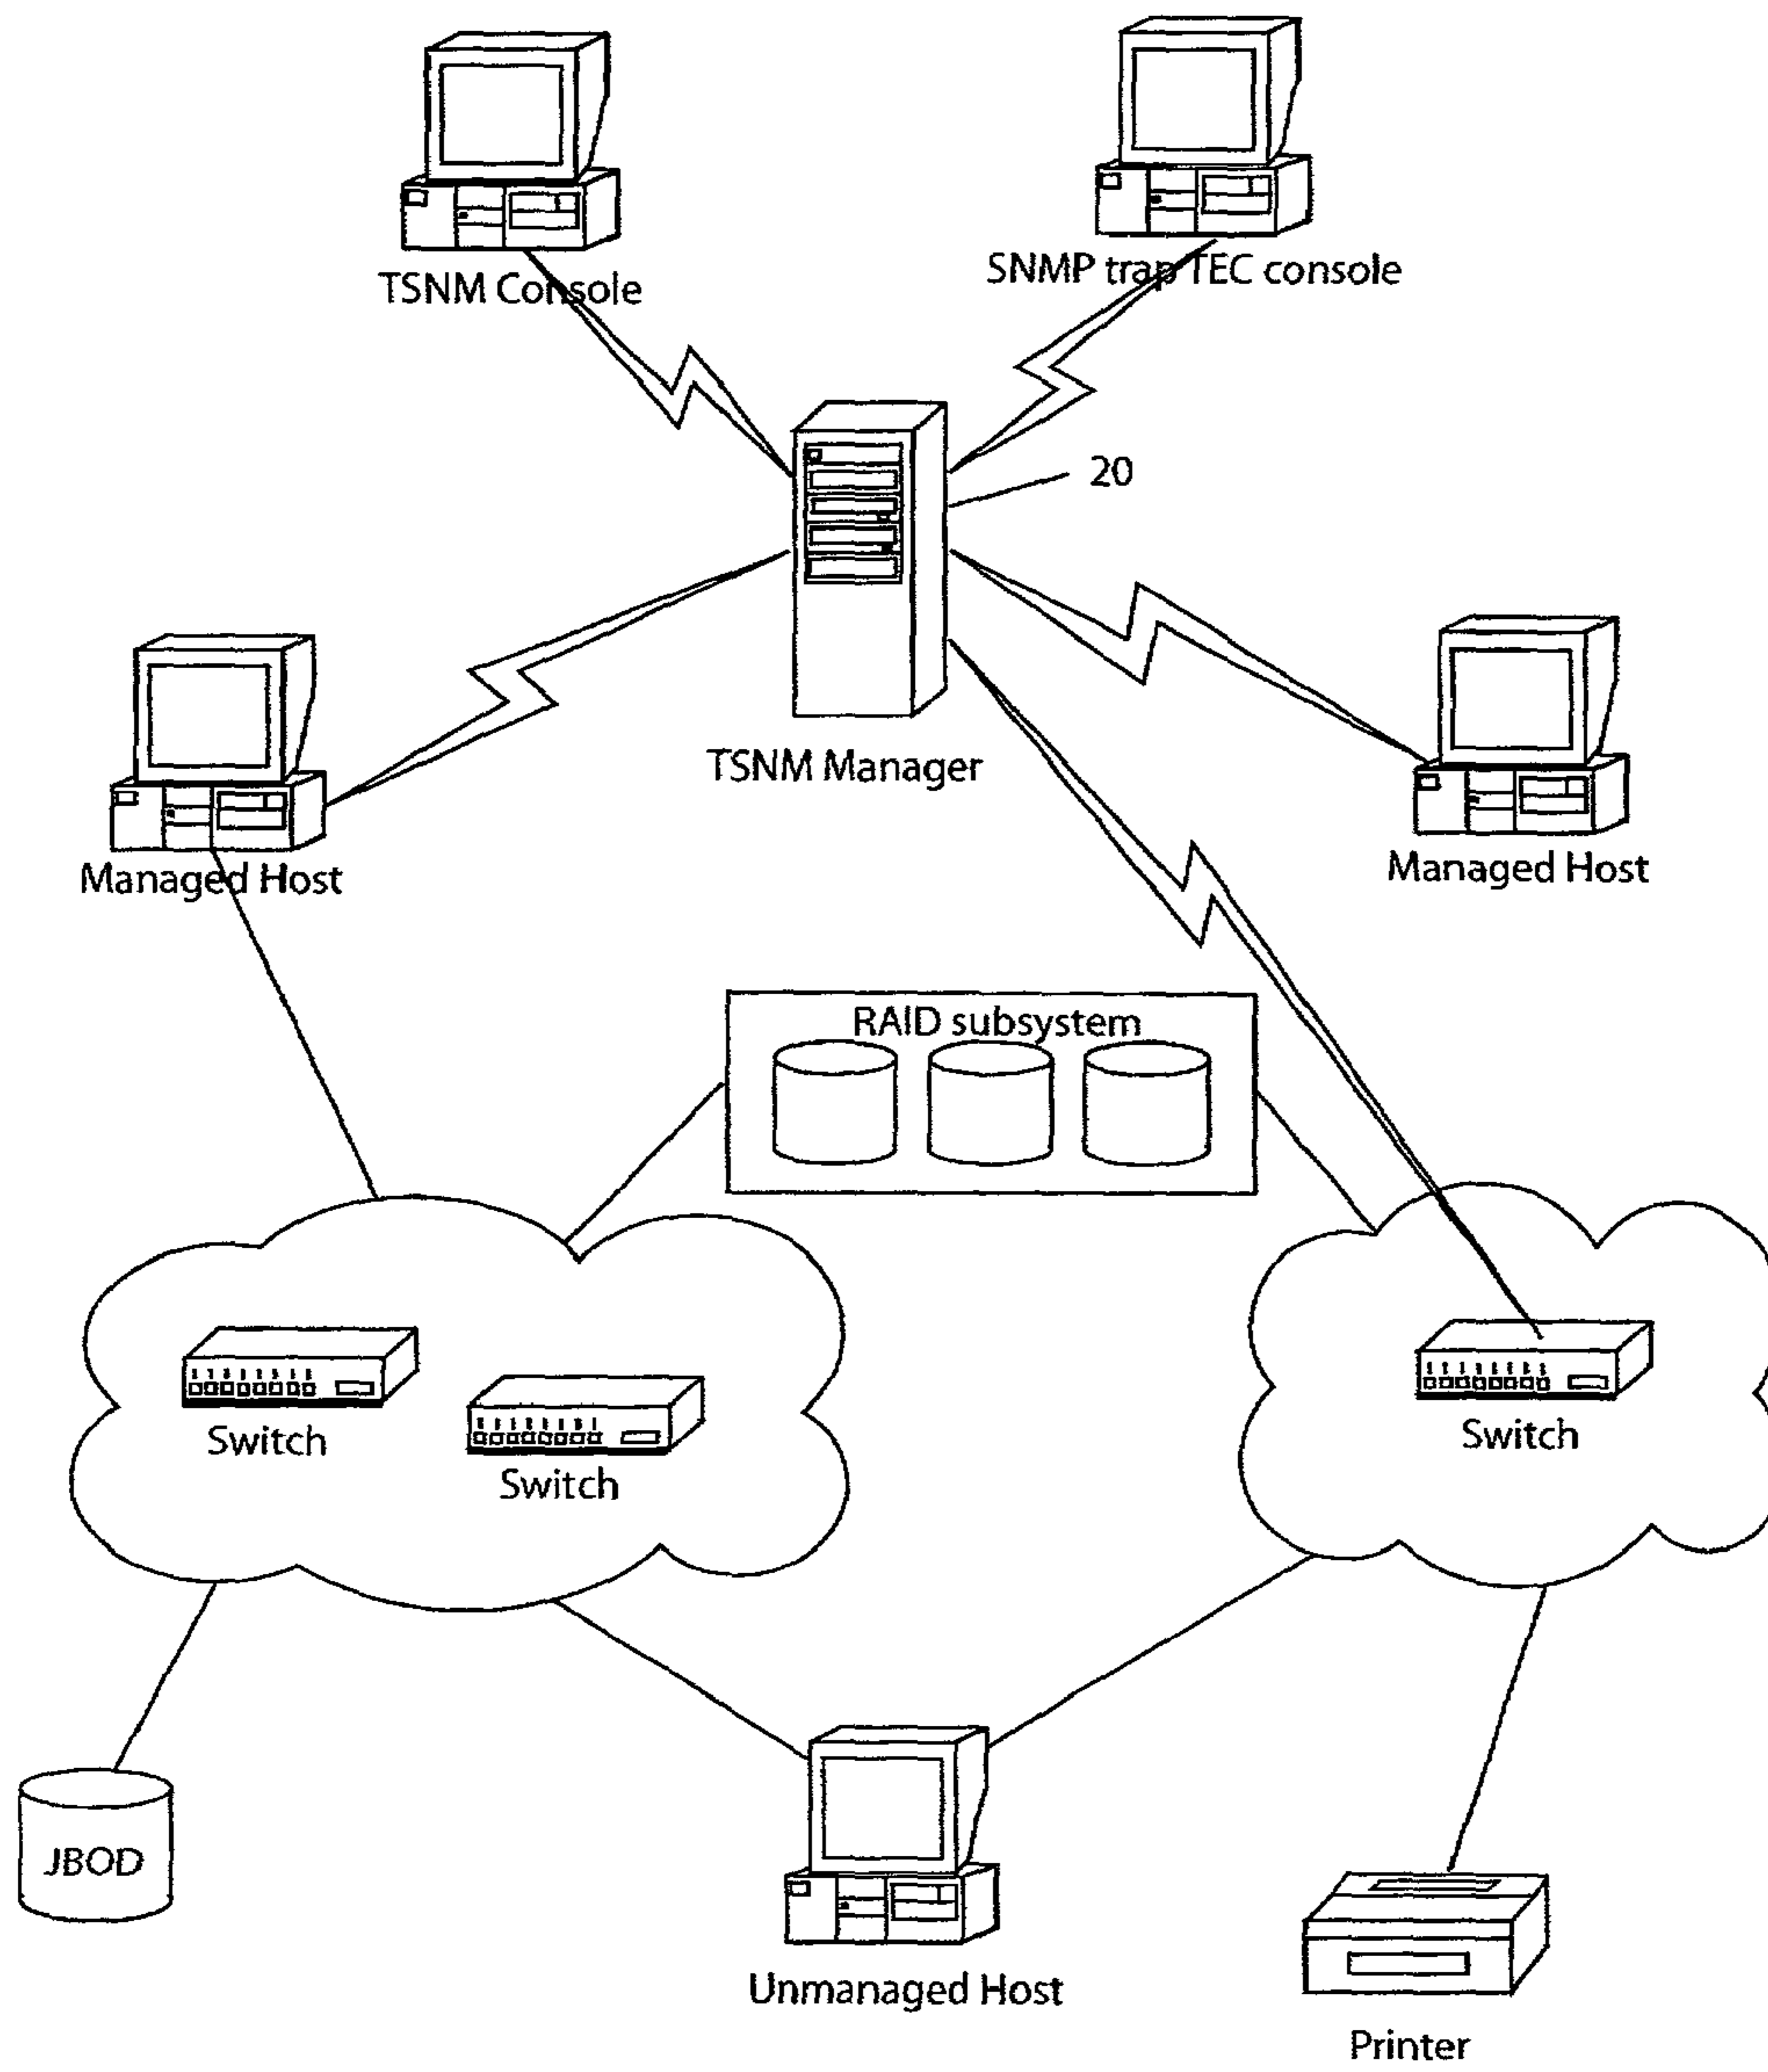 TSNM Console
SNMP trap TEC console
20
TSNM Manager
Managed Host
Managed Host
RAID subsystem
Switch
Switch
Switch
JBOD
Unmanaged Host
Printer